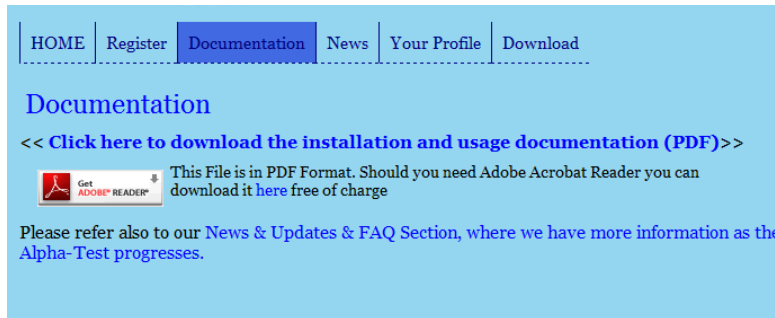 HOME Register Documentation News Your Profile Download
Documentation
<< Click here to download the installation and usage documentation (PDF)>>
Get
ADOBE® READER®
This File is in PDF Format. Should you need Adobe Acrobat Reader you can
download it here free of charge
Please refer also to our News & Updates & FAQ Section, where we have more information as the
Alpha-Test progresses.